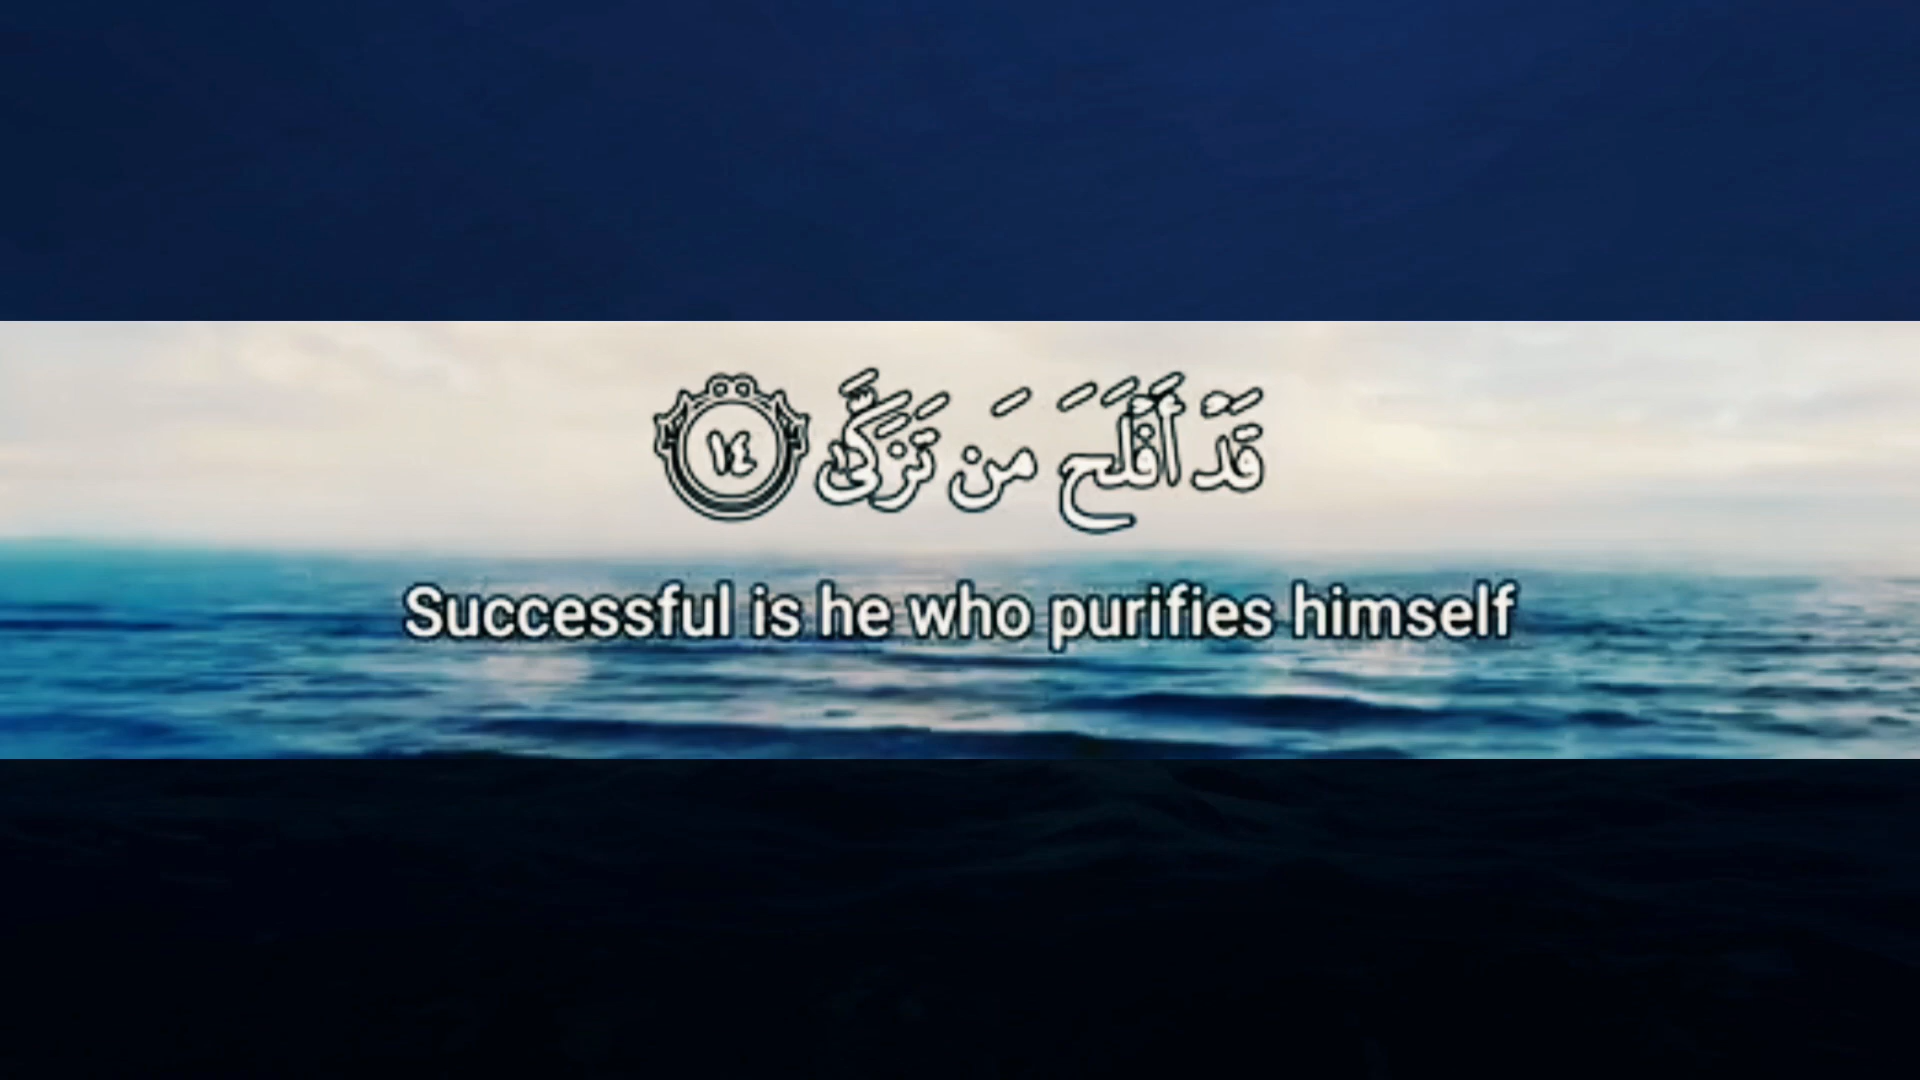 قَدْ أَفْلَحَ مَن تَزَكَّىٰ ١٤
Successful is he who purifies himself